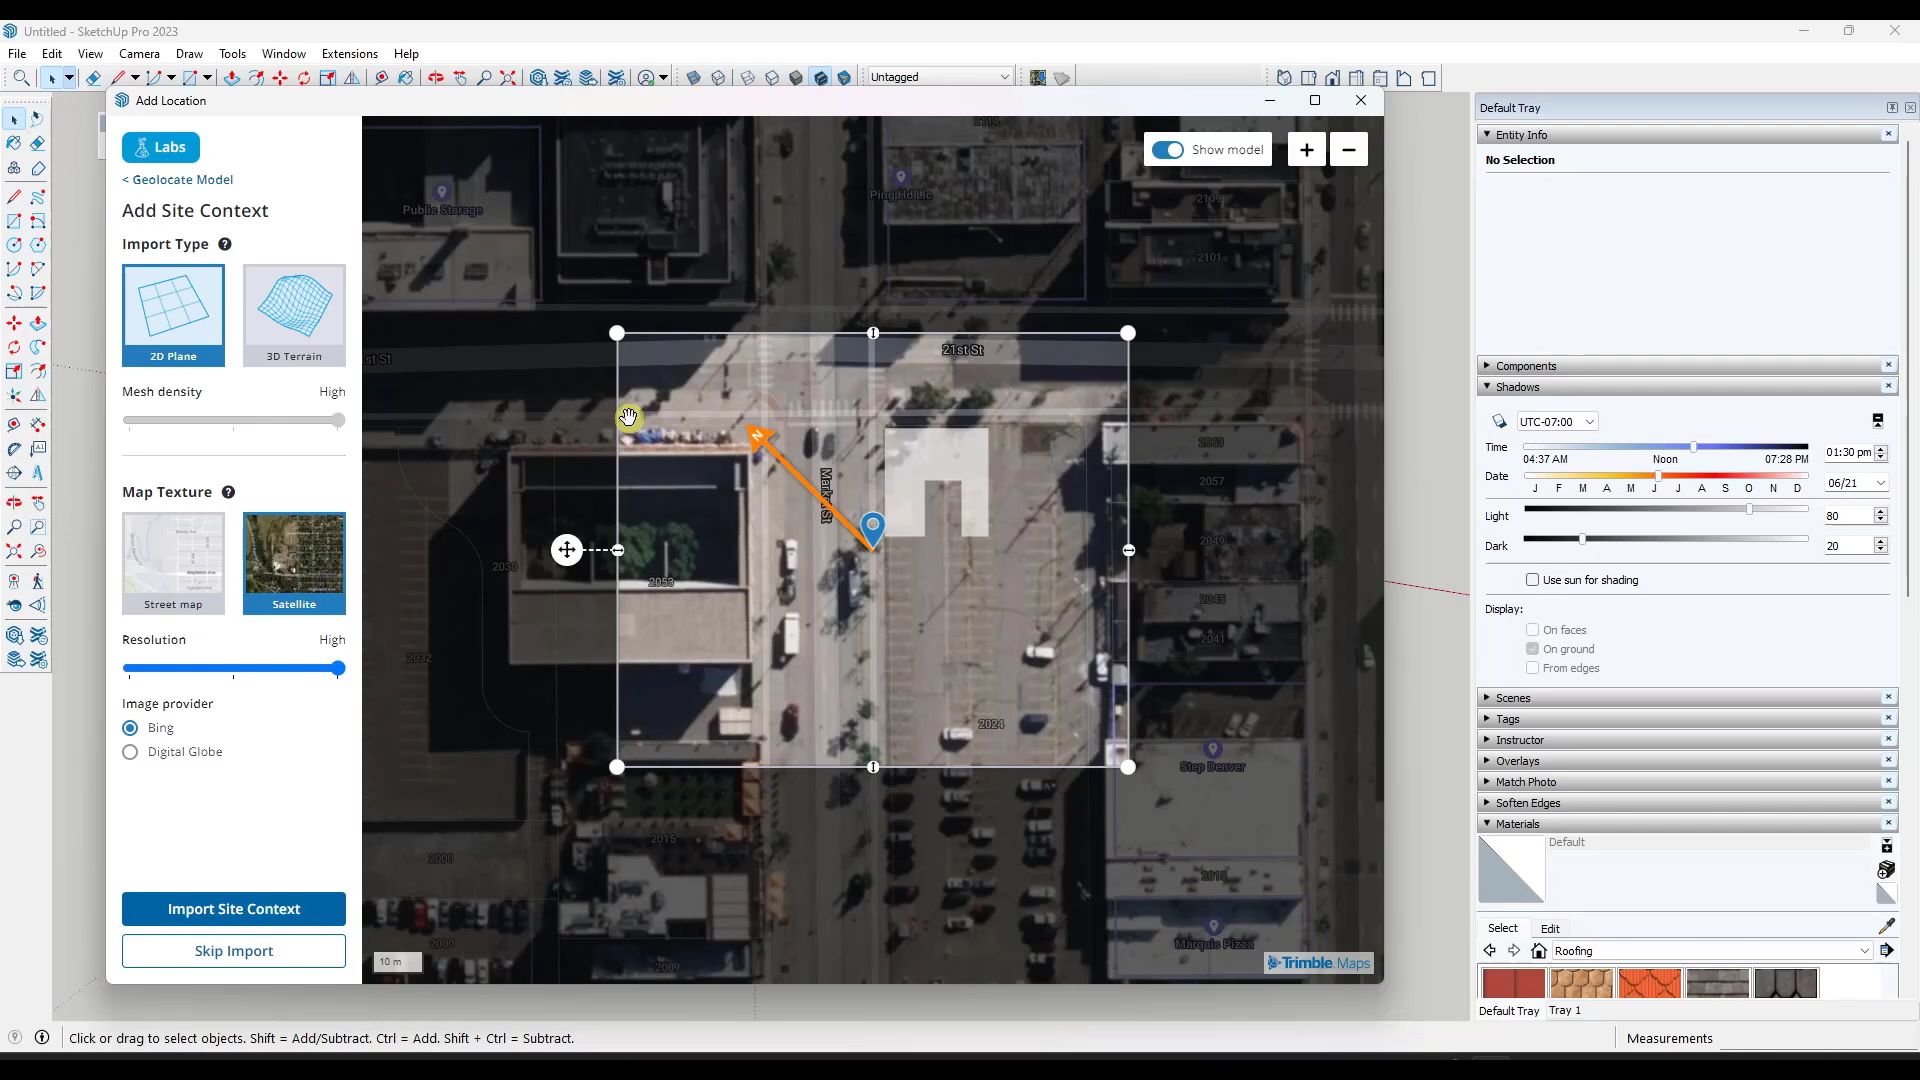 Untitled - SketchUp Pro 2023
File Edit View Camera Draw Tools Window Extensions Help
Untagged
Add Location
Labs
< Geolocate Model
Add Site Context
Import Type ?
2D Plane
3D Terrain
Mesh density High
Map Texture ?
Street map
Satellite
Resolution High
Image provider
Bing
Digital Globe
Import Site Context
Skip Import
Show model
+ −
Public Storage
Ping Hd Llc
2109
2101
st St
21st St
N
Market St
2063
2057
2049
2045
2041
2030
2053
2032
2024
Step Denver
2015
2000
2000
2009
Marquis Pizza
10 m
Trimble Maps
Default Tray
Entity Info
No Selection
Components
Shadows
UTC-07:00
Time
04:37 AM Noon 07:28 PM
01:30 pm
Date
J F M A M J J A S O N D
06/21
Light 80
Dark 20
Use sun for shading
Display:
On faces
On ground
From edges
Scenes
Tags
Instructor
Overlays
Match Photo
Soften Edges
Materials
Default
Select Edit
Roofing
Default Tray Tray 1
Click or drag to select objects. Shift = Add/Subtract. Ctrl = Add. Shift + Ctrl = Subtract.
Measurements